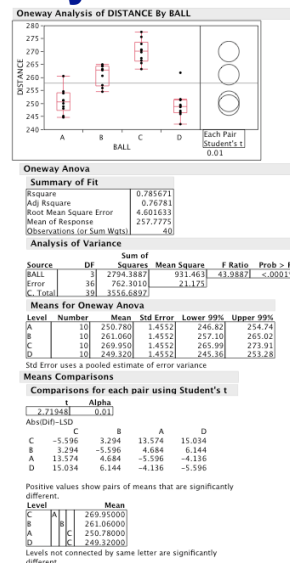 Oneway Analysis of DISTANCE By BALL
280
275
270
265
260
255
250
245
240
DISTANCE
A B C D
BALL
Each Pair
Student's t
0.01
Oneway Anova
Summary of Fit
Rsquare 0.785671
Adj Rsquare 0.76781
Root Mean Square Error 4.601633
Mean of Response 257.7775
Observations (or Sum Wgts) 40
Analysis of Variance
Sum of
Source DF Squares Mean Square F Ratio Prob > F
BALL 3 2794.3887 931.463 43.9887 <.0001*
Error 36 762.3010 21.175
C. Total 39 3556.6897
Means for Oneway Anova
Level Number Mean Std Error Lower 99% Upper 99%
A 10 250.780 1.4552 246.82 254.74
B 10 261.060 1.4552 257.10 265.02
C 10 269.950 1.4552 265.99 273.91
D 10 249.320 1.4552 245.36 253.28
Std Error uses a pooled estimate of error variance
Means Comparisons
Comparisons for each pair using Student's t
t Alpha
2.71948 0.01
Abs(Dif)-LSD
C B A D
C -5.596 3.294 13.574 15.034
B 3.294 -5.596 4.684 6.144
A 13.574 4.684 -5.596 -4.136
D 15.034 6.144 -4.136 -5.596
Positive values show pairs of means that are significantly
different.
Level Mean
C A 269.95000
B B 261.06000
A C 250.78000
D C 249.32000
Levels not connected by same letter are significantly
different.